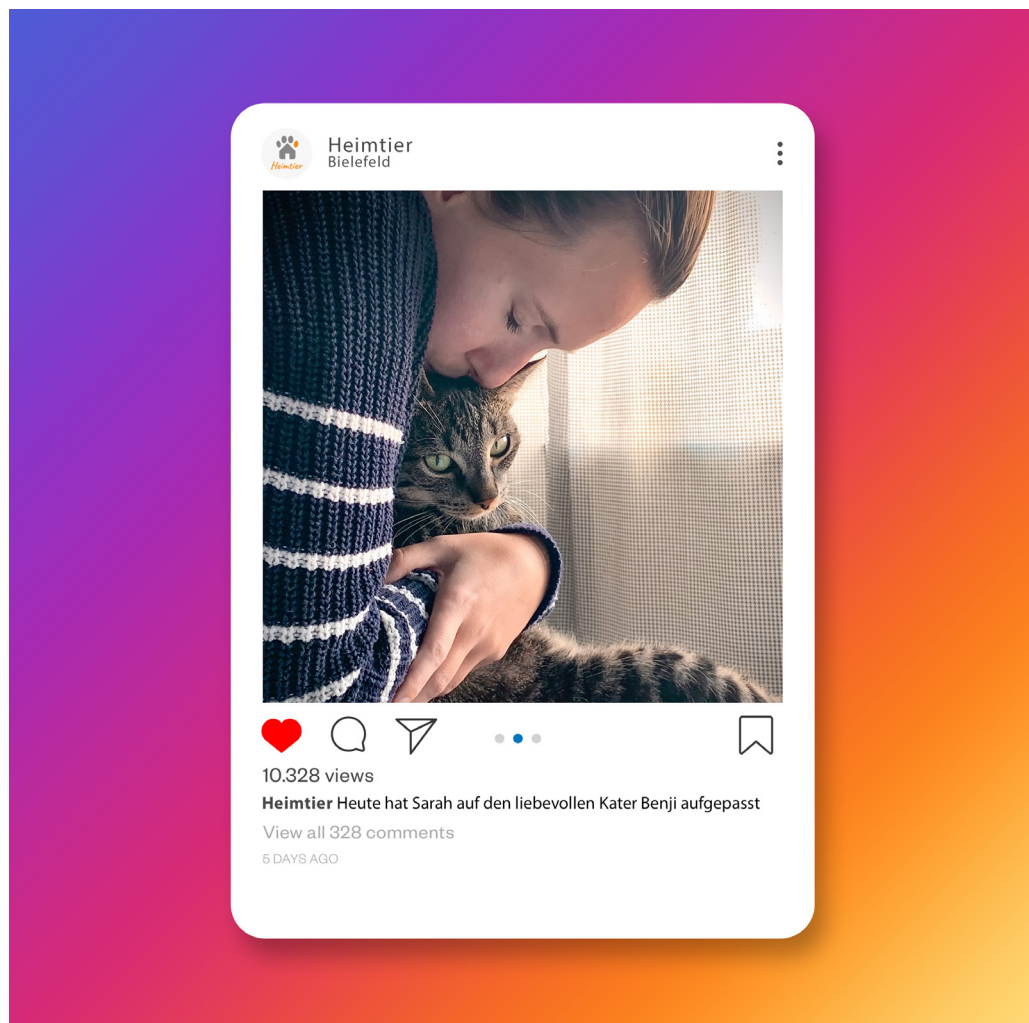 Heimtier
Heimtier
Bielefeld
10.328 views
Heimtier Heute hat Sarah auf den liebevollen Kater Benji aufgepasst
View all 328 comments
5 DAYS AGO